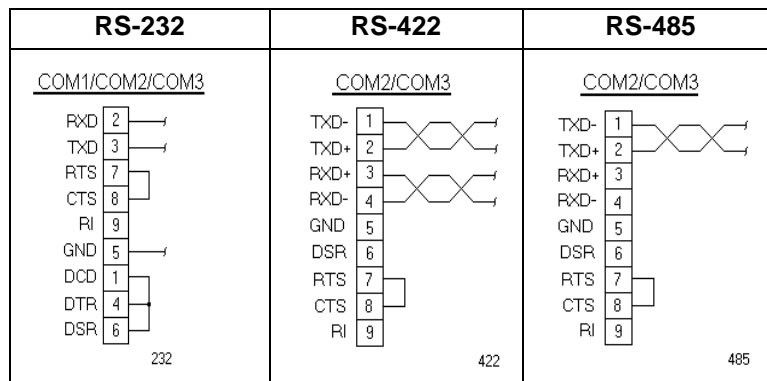 RS-232
COM1/COM2/COM3
RXD 2
TXD 3
RTS 7
CTS 8
RI 9
GND 5
DCD 1
DTR 4
DSR 6
232
RS-422
COM2/COM3
TXD- 1
TXD+ 2
RXD+ 3
RXD- 4
GND 5
DSR 6
RTS 7
CTS 8
RI 9
422
RS-485
COM2/COM3
TXD- 1
TXD+ 2
RXD+ 3
RXD- 4
GND 5
DSR 6
RTS 7
CTS 8
RI 9
485